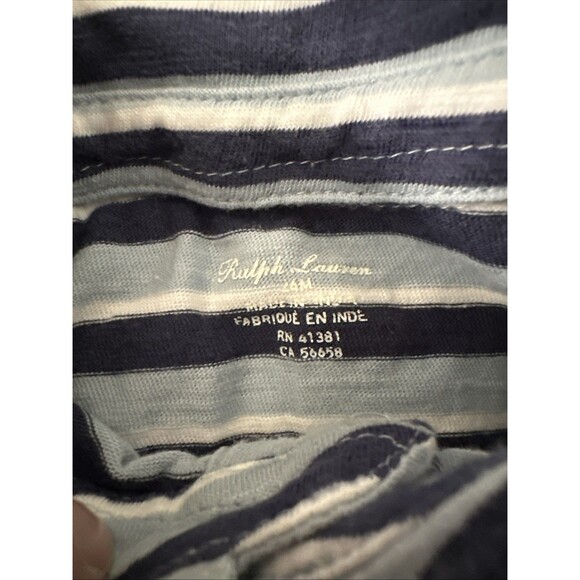 Ralph Lauren
24M
MADE IN INDIA
FABRIQUÉ EN INDE
RN 41381
CA 56658